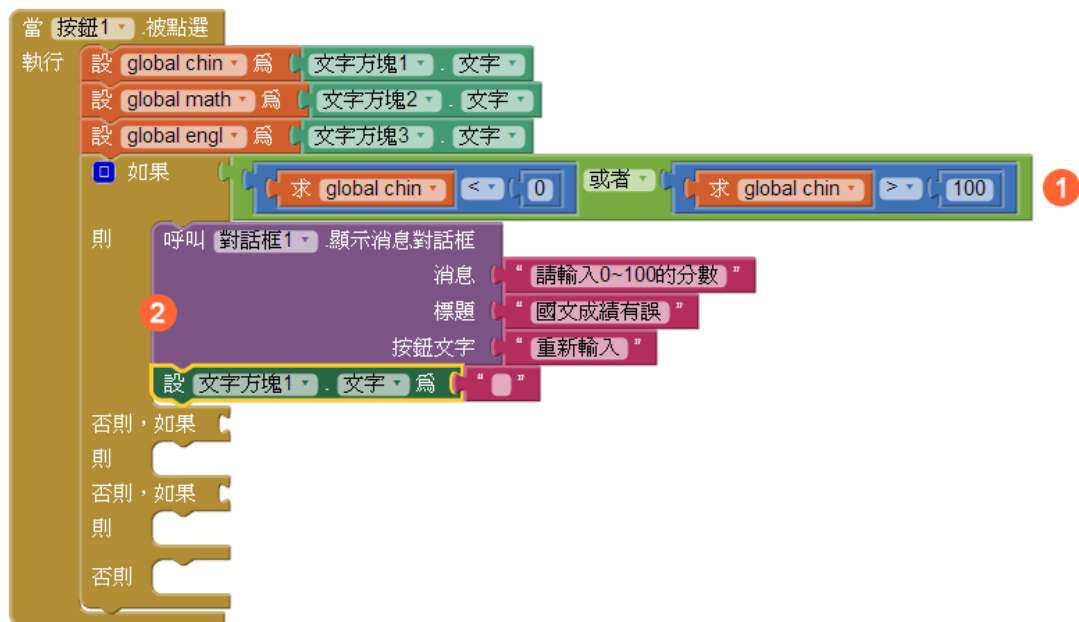 當 按鈕1 .被點選
執行 設 global chin 為 文字方塊1 . 文字
設 global math 為 文字方塊2 . 文字
設 global engl 為 文字方塊3 . 文字
如果 求 global chin < 0 或者 求 global chin > 100 1
則 呼叫 對話框1 .顯示消息對話框
消息 “ 請輸入0~100的分數 ”
2 標題 “ 國文成績有誤 ”
按鈕文字 “ 重新輸入 ”
設 文字方塊1 . 文字 為 “ ”
否則，如果
則
否則，如果
則
否則